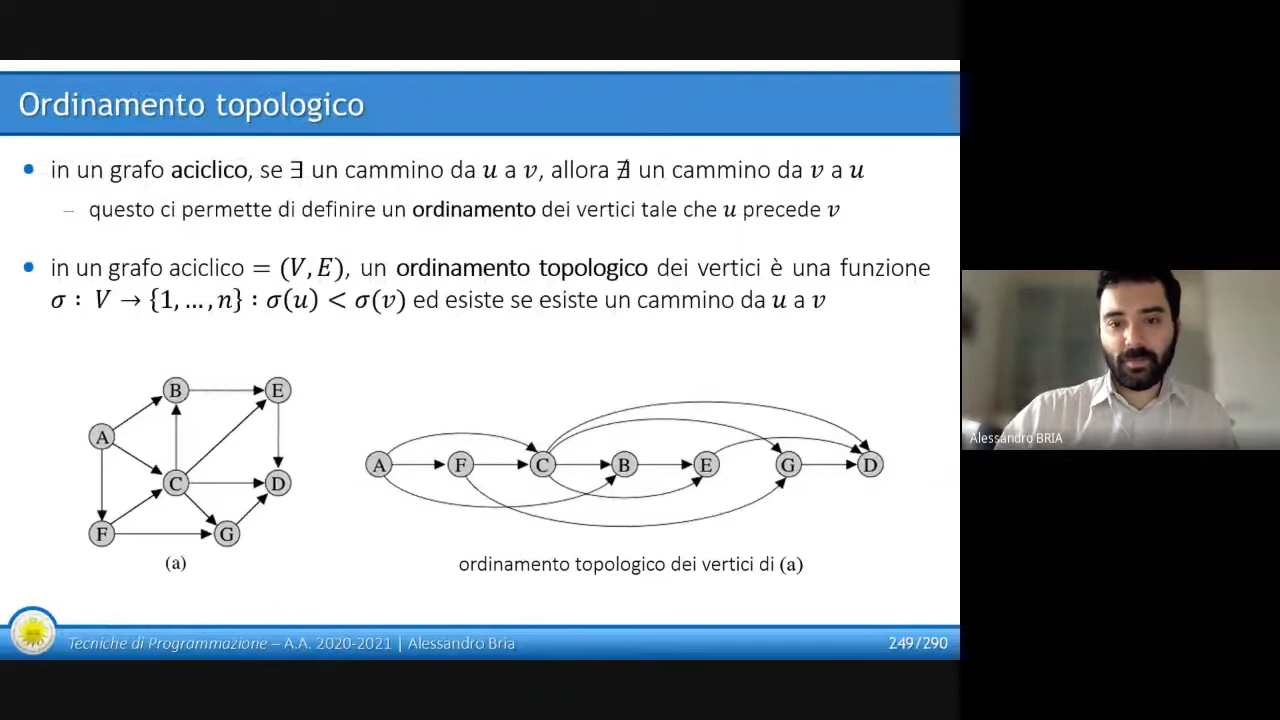 Ordinamento topologico
• in un grafo aciclico, se ∃ un cammino da u a v, allora ∄ un cammino da v a u
– questo ci permette di definire un ordinamento dei vertici tale che u precede v
• in un grafo aciclico = (V, E), un ordinamento topologico dei vertici è una funzione
σ : V → {1, ..., n} : σ(u) < σ(v) ed esiste se esiste un cammino da u a v
B E
A
C D
F G
(a)
A F C B E G D
ordinamento topologico dei vertici di (a)
Alessandro BRIA
Tecniche di Programmazione – A.A. 2020-2021 | Alessandro Bria
249/290